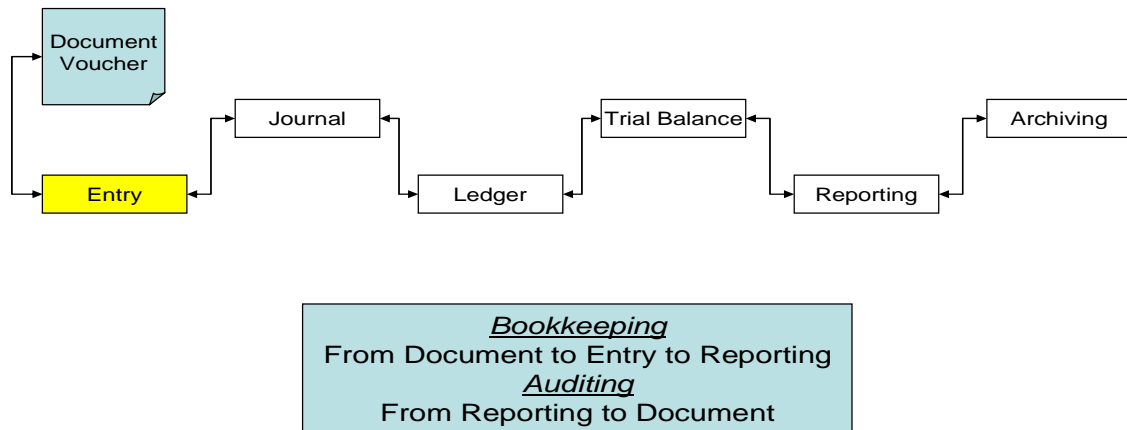 Document
Voucher
Journal
Trial Balance
Archiving
Entry
Ledger
Reporting
Bookkeeping
From Document to Entry to Reporting
Auditing
From Reporting to Document